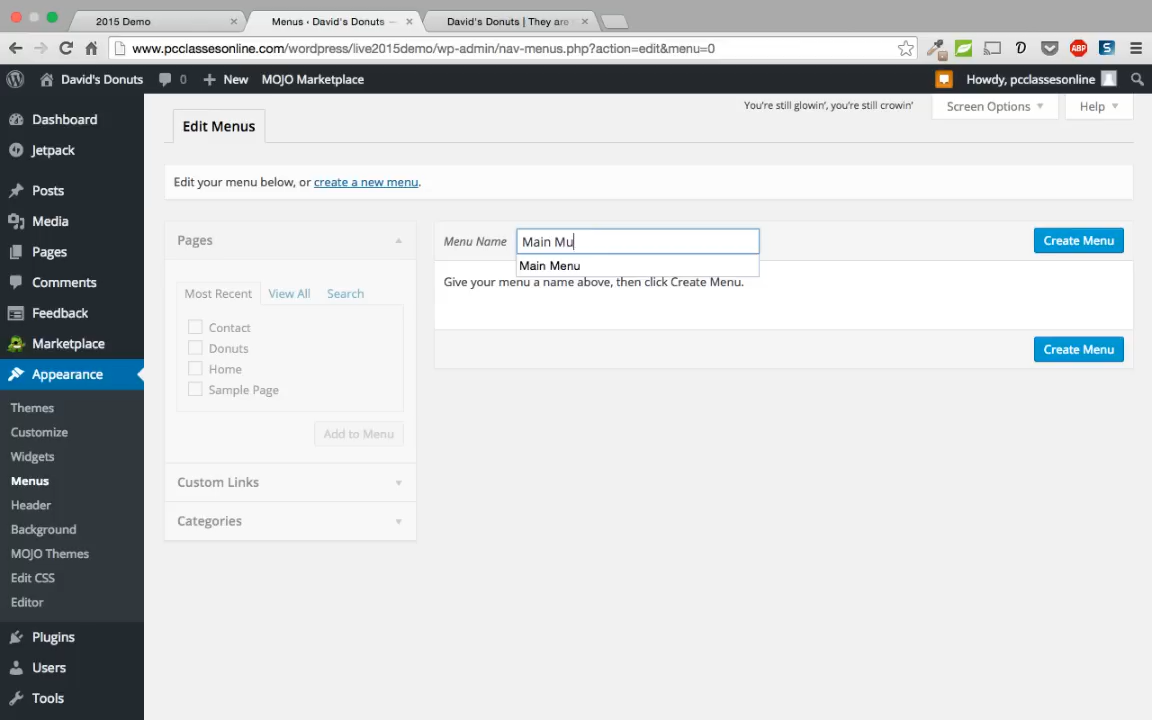 2015 Demo
Menus ‹ David's Donuts —
David's Donuts | They are
www.pcclassesonline.com/wordpress/live2015demo/wp-admin/nav-menus.php?action=edit&menu=0
ABP
David's Donuts
0
New
MOJO Marketplace
Howdy, pcclassesonline
Dashboard
Jetpack
Posts
Media
Pages
Comments
Feedback
Marketplace
Appearance
Themes
Customize
Widgets
Menus
Header
Background
MOJO Themes
Edit CSS
Editor
Plugins
Users
Tools
You're still glowin', you're still crowin'
Screen Options
Help
Edit Menus
Edit your menu below, or create a new menu.
Pages
Most Recent
View All
Search
Contact
Donuts
Home
Sample Page
Add to Menu
Custom Links
Categories
Menu Name
Main Mu
Main Menu
Create Menu
Give your menu a name above, then click Create Menu.
Create Menu